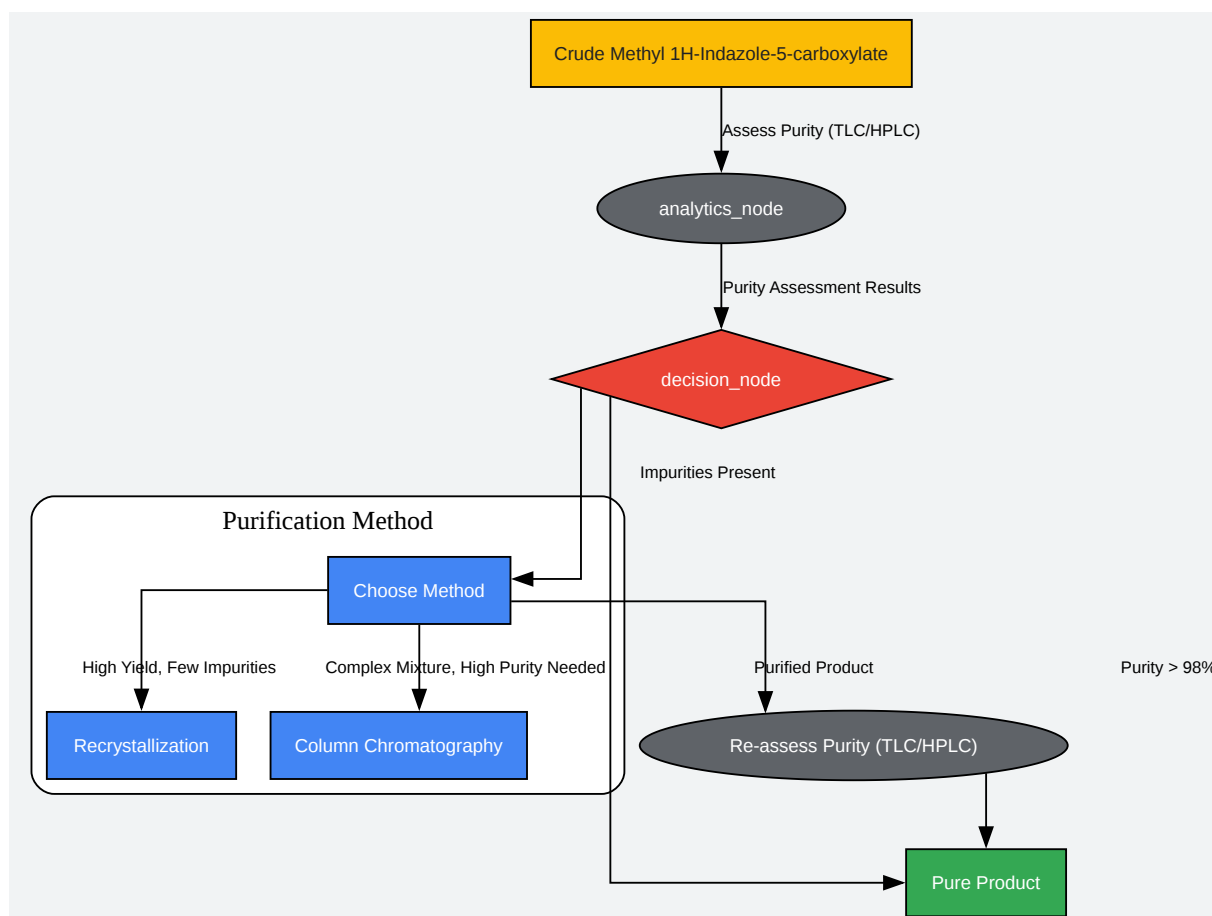 Crude Methyl 1H-Indazole-5-carboxylate
Assess Purity (TLC/HPLC)
analytics_node
Purity Assessment Results
decision_node
Impurities Present
Purification Method
Choose Method
High Yield, Few Impurities
Complex Mixture, High Purity Needed
Purified Product
Purity > 98%
Recrystallization
Column Chromatography
Re-assess Purity (TLC/HPLC)
Pure Product